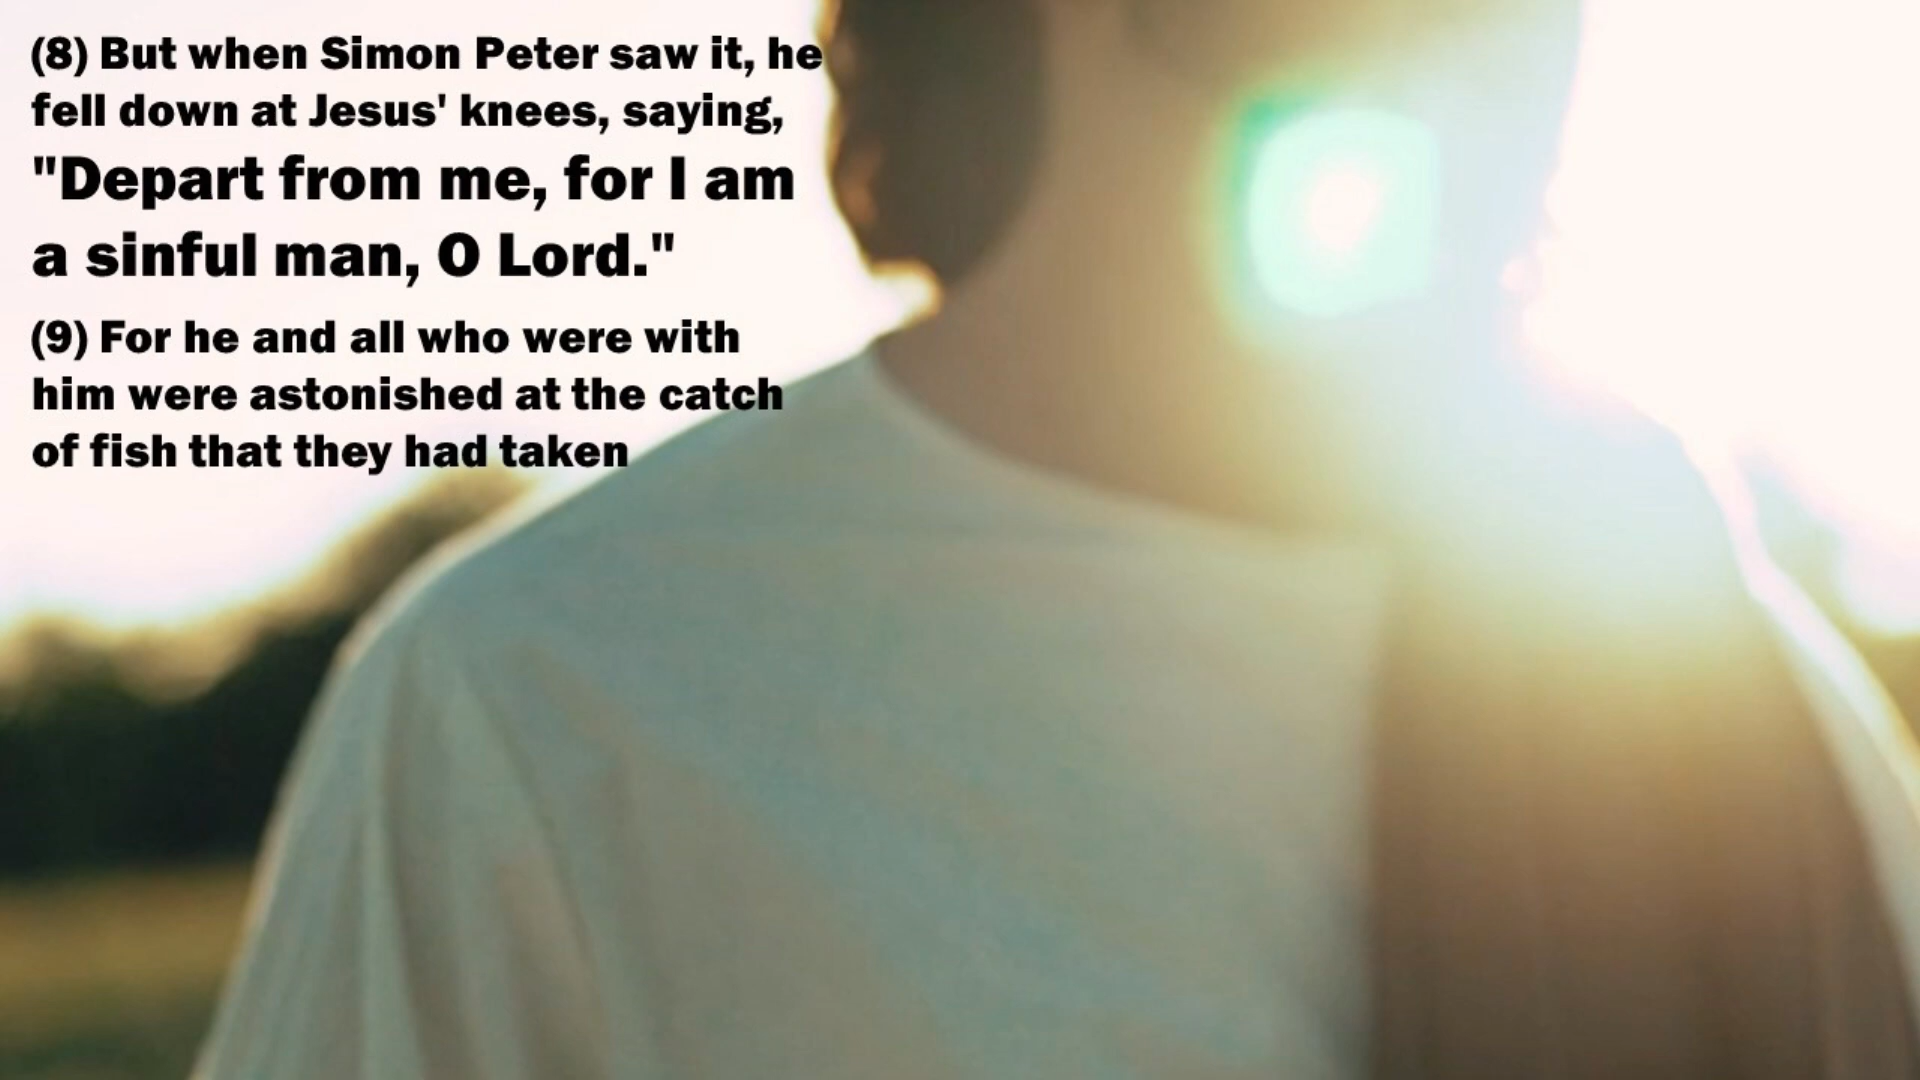 (8) But when Simon Peter saw it, he
fell down at Jesus' knees, saying,
"Depart from me, for I am
a sinful man, O Lord."
(9) For he and all who were with
him were astonished at the catch
of fish that they had taken